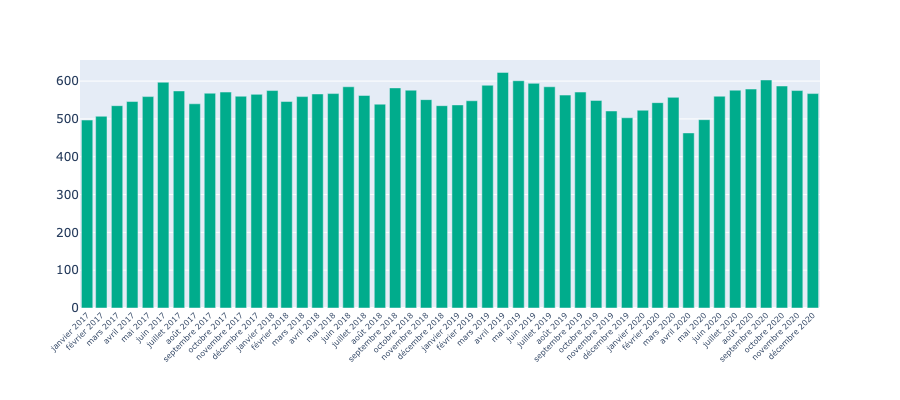 600
500
400
300
200
100
0
janvier 2017
février 2017
mars 2017
avril 2017
mai 2017
juin 2017
juillet 2017
août 2017
septembre 2017
octobre 2017
novembre 2017
décembre 2017
janvier 2018
février 2018
mars 2018
avril 2018
mai 2018
juin 2018
juillet 2018
août 2018
septembre 2018
octobre 2018
novembre 2018
décembre 2018
janvier 2019
février 2019
mars 2019
avril 2019
mai 2019
juin 2019
juillet 2019
août 2019
septembre 2019
octobre 2019
novembre 2019
décembre 2019
janvier 2020
février 2020
mars 2020
avril 2020
mai 2020
juin 2020
juillet 2020
août 2020
septembre 2020
octobre 2020
novembre 2020
décembre 2020